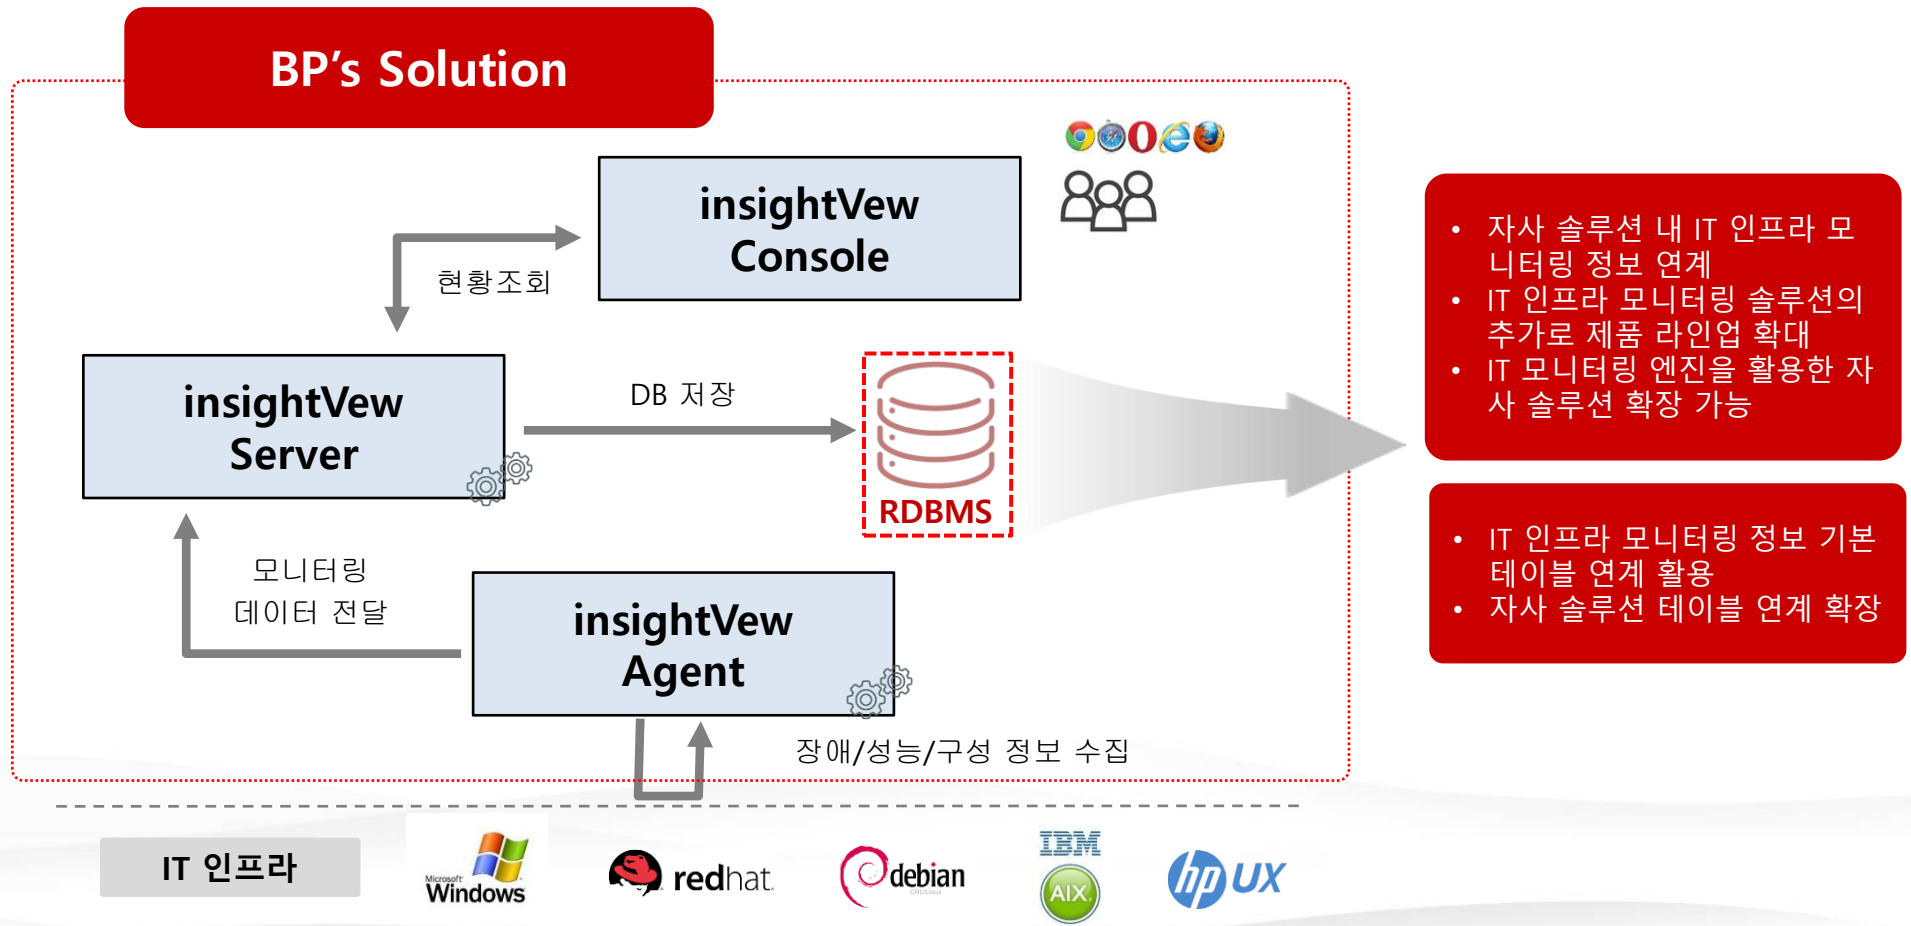 BP’s Solution
insightVew
Console
현황조회
insightVew
Server
DB 저장
RDBMS
모니터링
데이터 전달
insightVew
Agent
장애/성능/구성 정보 수집
• 자사 솔루션 내 IT 인프라 모
니터링 정보 연계
• IT 인프라 모니터링 솔루션의
추가로 제품 라인업 확대
• IT 모니터링 엔진을 활용한 자
사 솔루션 확장 가능
• IT 인프라 모니터링 정보 기본
테이블 연계 활용
• 자사 솔루션 테이블 연계 확장
IT 인프라
Microsoft
Windows
redhat.
debian
GNU/Linux
IBM
AIX
hp UX